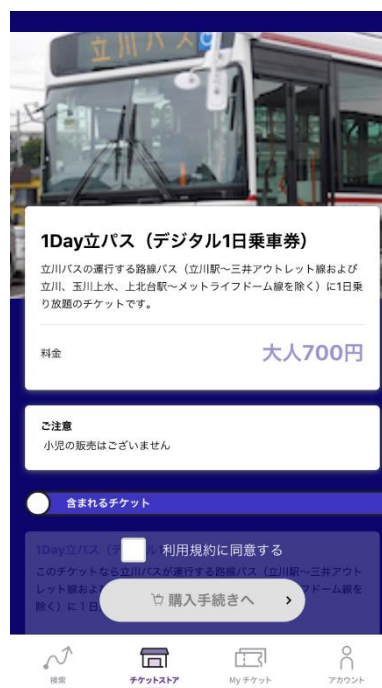 立川バス
1Day立パス（デジタル1日乗車券）
立川バスの運行する路線バス（立川駅〜三井アウトレット線および
立川、玉川上水、上北台駅〜メットライフドーム線を除く）に1日乗
り放題のチケットです。
料金
大人700円
ご注意
小児の販売はございません
含まれるチケット
1Day立パス（デ
利用規約に同意する
このチケットなら立川バスが運行する路線バス（立川駅〜三井アウト
レット線およ
フドーム線を
除く）に1日
購入手続きへ
検索
チケットストア
My チケット
アカウント